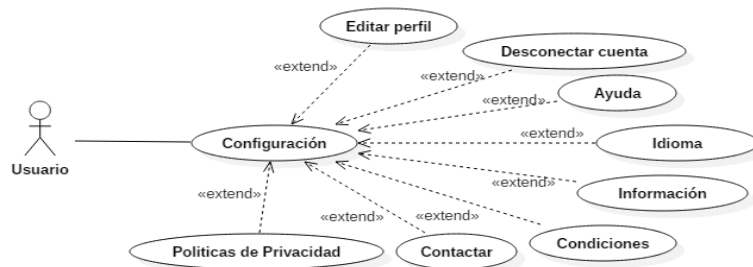 Editar perfil
Desconectar cuenta
«extend»
«extend»
Ayuda
«extend»
Configuración
«extend»
Idioma
Usuario
«extend»
Información
«extend»
«extend»
«extend»
Condiciones
Politicas de Privacidad
Contactar